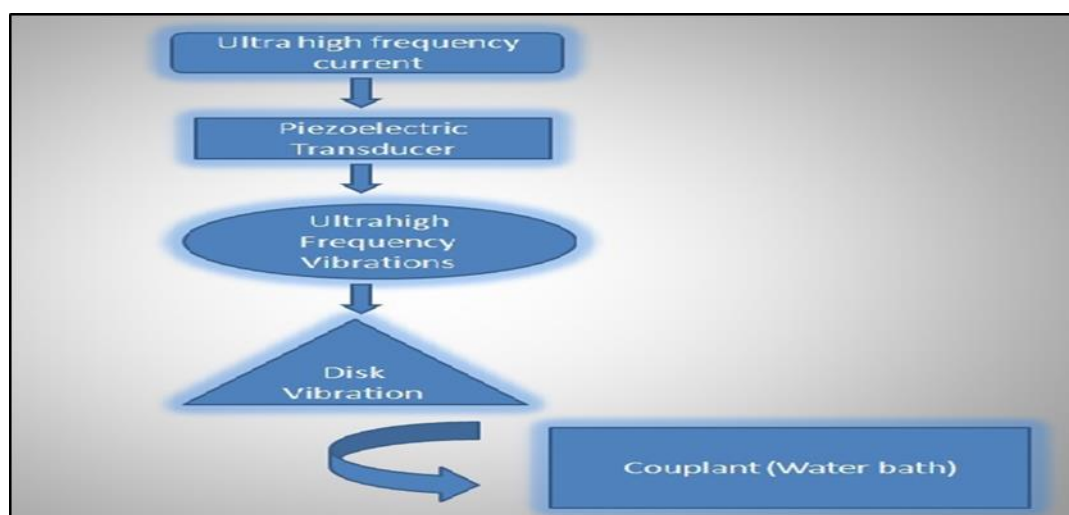 Ultra high frequency
current
Piezoelectric
Transducer
Ultrahigh
Frequency
Vibrations
Disk
Vibration
Couplant (Water bath)